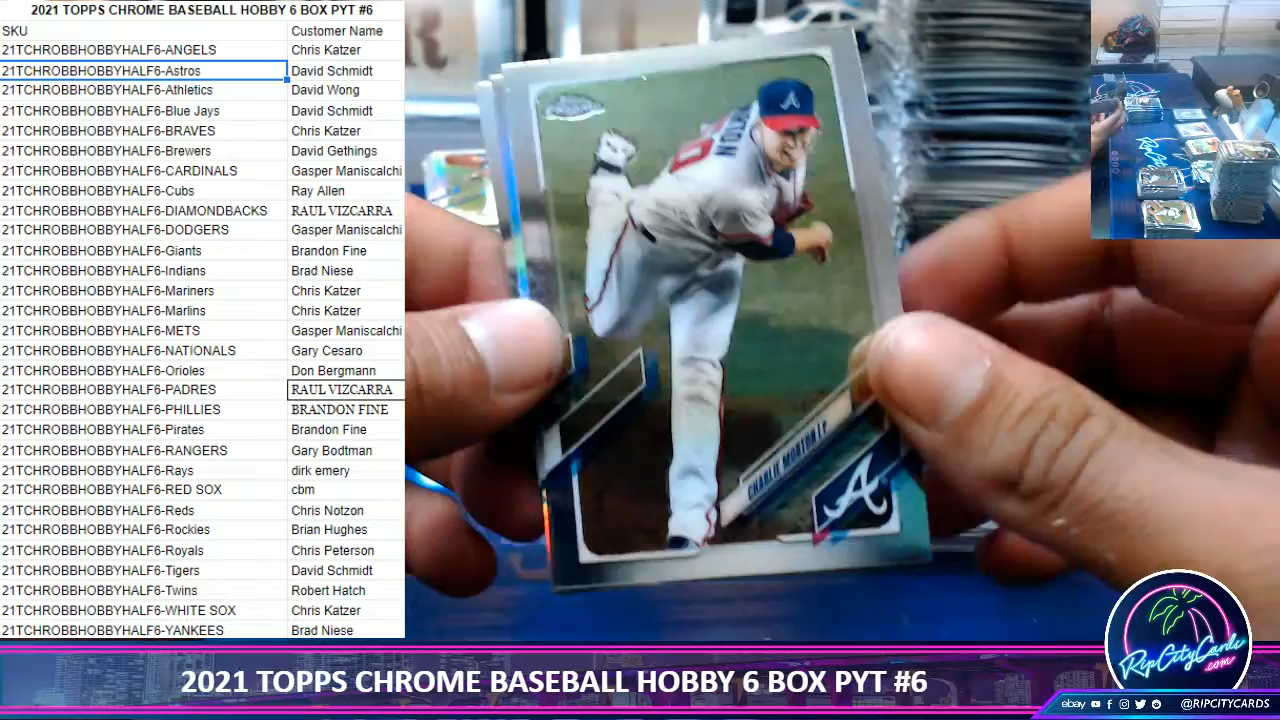 2021 TOPPS CHROME BASEBALL HOBBY 6 BOX PYT #6
SKU Customer Name
21TCHROBBHOBBYHALF6-ANGELS Chris Katzer
21TCHROBBHOBBYHALF6-Astros David Schmidt
21TCHROBBHOBBYHALF6-Athletics David Wong
21TCHROBBHOBBYHALF6-Blue Jays David Schmidt
21TCHROBBHOBBYHALF6-BRAVES Chris Katzer
21TCHROBBHOBBYHALF6-Brewers David Gethings
21TCHROBBHOBBYHALF6-CARDINALS Gasper Maniscalchi
21TCHROBBHOBBYHALF6-Cubs Ray Allen
21TCHROBBHOBBYHALF6-DIAMONDBACKS RAUL VIZCARRA
21TCHROBBHOBBYHALF6-DODGERS Gasper Maniscalchi
21TCHROBBHOBBYHALF6-Giants Brandon Fine
21TCHROBBHOBBYHALF6-Indians Brad Niese
21TCHROBBHOBBYHALF6-Mariners Chris Katzer
21TCHROBBHOBBYHALF6-Marlins Chris Katzer
21TCHROBBHOBBYHALF6-METS Gasper Maniscalchi
21TCHROBBHOBBYHALF6-NATIONALS Gary Cesaro
21TCHROBBHOBBYHALF6-Orioles Don Bergmann
21TCHROBBHOBBYHALF6-PADRES RAUL VIZCARRA
21TCHROBBHOBBYHALF6-PHILLIES BRANDON FINE
21TCHROBBHOBBYHALF6-Pirates Brandon Fine
21TCHROBBHOBBYHALF6-RANGERS Gary Bodtman
21TCHROBBHOBBYHALF6-Rays dirk emery
21TCHROBBHOBBYHALF6-RED SOX cbm
21TCHROBBHOBBYHALF6-Reds Chris Notzon
21TCHROBBHOBBYHALF6-Rockies Brian Hughes
21TCHROBBHOBBYHALF6-Royals Chris Peterson
21TCHROBBHOBBYHALF6-Tigers David Schmidt
21TCHROBBHOBBYHALF6-Twins Robert Hatch
21TCHROBBHOBBYHALF6-WHITE SOX Chris Katzer
21TCHROBBHOBBYHALF6-YANKEES Brad Niese
A
CHARLIE MORTON
A
RipCityCards
.com
2021 TOPPS CHROME BASEBALL HOBBY 6 BOX PYT #6
ebay @RIPCITYCARDS